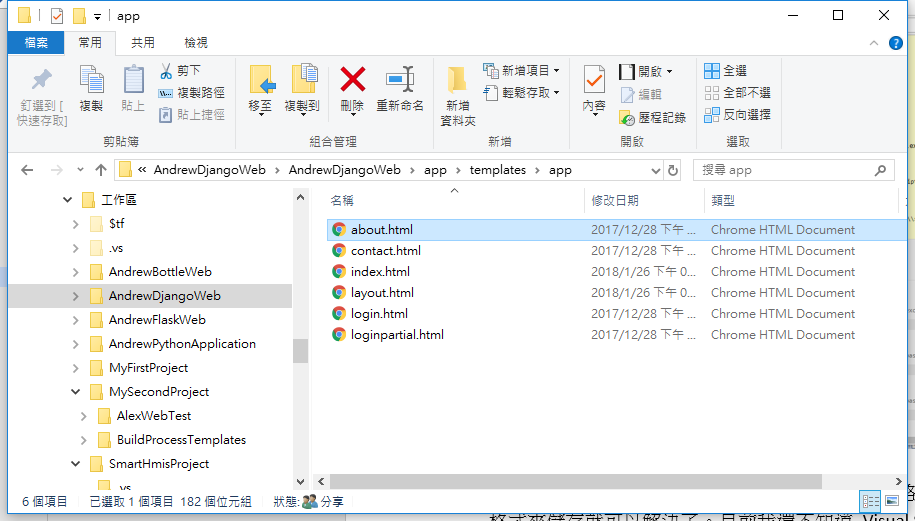 app
檔案 常用 共用 檢視
釘選到 [
快速存取]
複製
貼上
剪下
複製路徑
貼上捷徑
剪貼簿
移至
複製到
刪除
重新命名
組合管理
新增
資料夾
新增項目
輕鬆存取
新增
內容
開啟
編輯
歷程記錄
開啟
全選
全部不選
反向選擇
選取
« AndrewDjangoWeb › AndrewDjangoWeb › app › templates › app
搜尋 app
工作區
$tf
.vs
AndrewBottleWeb
AndrewDjangoWeb
AndrewFlaskWeb
AndrewPythonApplication
MyFirstProject
MySecondProject
AlexWebTest
BuildProcessTemplates
SmartHmisProject
.vs
名稱 修改日期 類型
about.html 2017/12/28 下午 ... Chrome HTML Document
contact.html 2017/12/28 下午 ... Chrome HTML Document
index.html 2018/1/26 下午 0... Chrome HTML Document
layout.html 2018/1/26 下午 0... Chrome HTML Document
login.html 2017/12/28 下午 ... Chrome HTML Document
loginpartial.html 2017/12/28 下午 ... Chrome HTML Document
6 個項目 已選取 1 個項目 182 個位元組 狀態: 分享